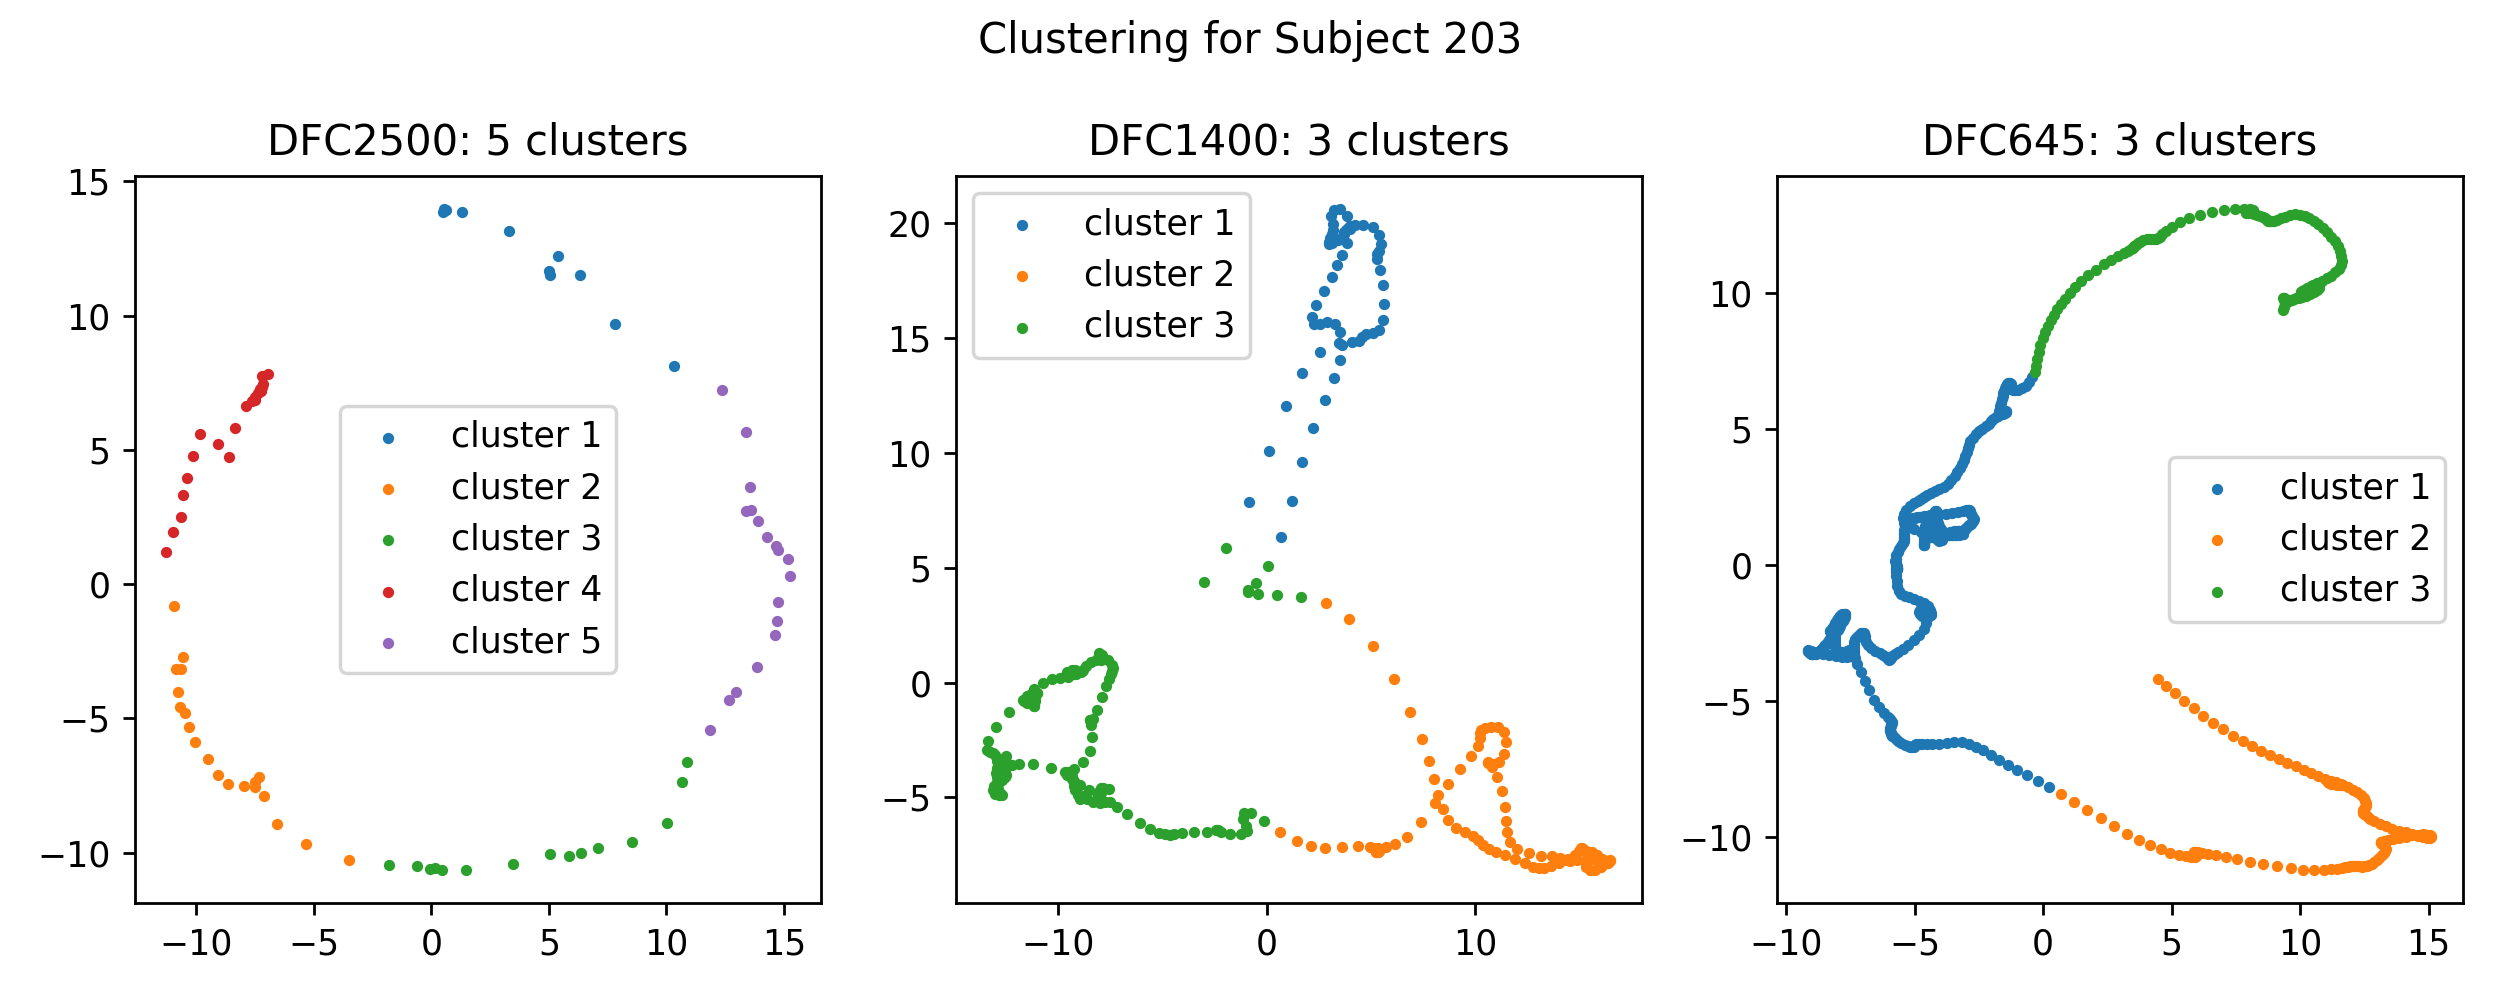 Clustering for Subject 203
DFC2500: 5 clusters
15
10
5
0
−5
−10
−10
−5
0
5
10
15
cluster 1
cluster 2
cluster 3
cluster 4
cluster 5
DFC1400: 3 clusters
20
15
10
5
0
−5
−10
0
10
cluster 1
cluster 2
cluster 3
DFC645: 3 clusters
10
5
0
−5
−10
−10
−5
0
5
10
15
cluster 1
cluster 2
cluster 3